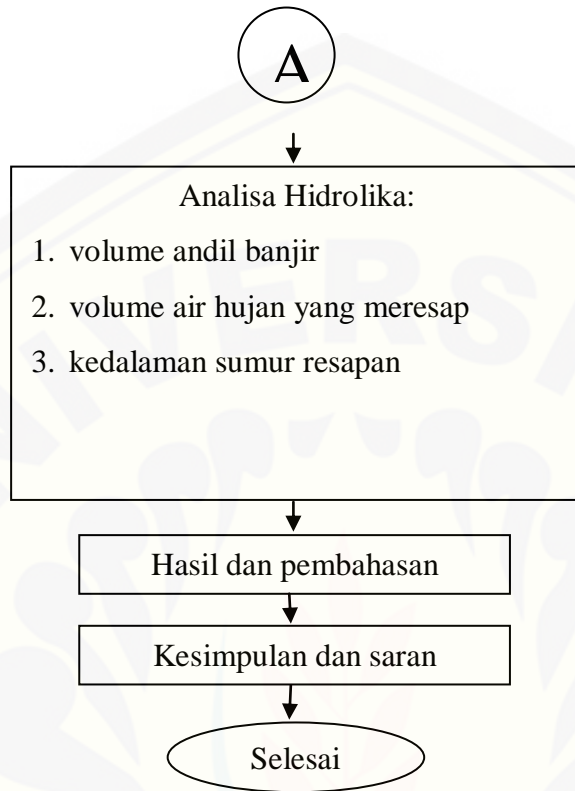 A
Analisa Hidrolika:
1. volume andil banjir
2. volume air hujan yang meresap
3. kedalaman sumur resapan
Hasil dan pembahasan
Kesimpulan dan saran
Selesai